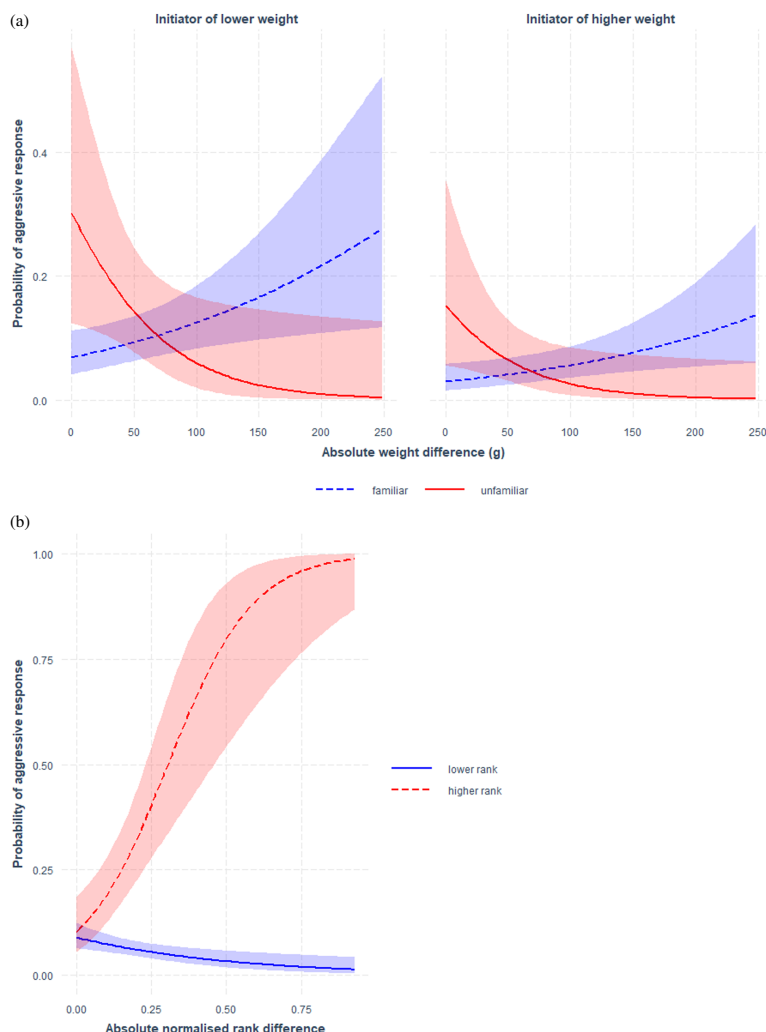 (a)
Initiator of lower weight
Initiator of higher weight
Probability of aggressive response
0.4
0.2
0.0
0 50 100 150 200 250
0 50 100 150 200 250
Absolute weight difference (g)
familiar unfamiliar
(b)
Probability of aggressive response
1.00
0.75
0.50
0.25
0.00
lower rank
higher rank
0.00 0.25 0.50 0.75
Absolute normalised rank difference